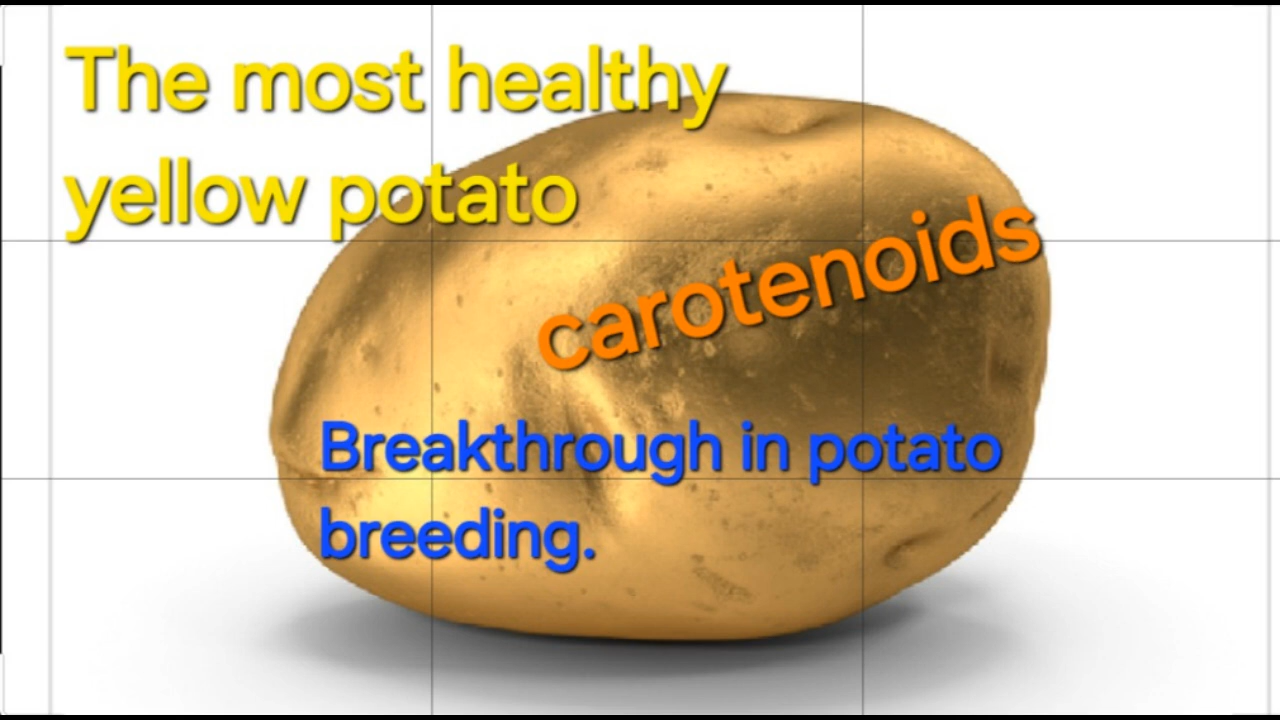 The most healthy
yellow potato
carotenoids
Breakthrough in potato
breeding.